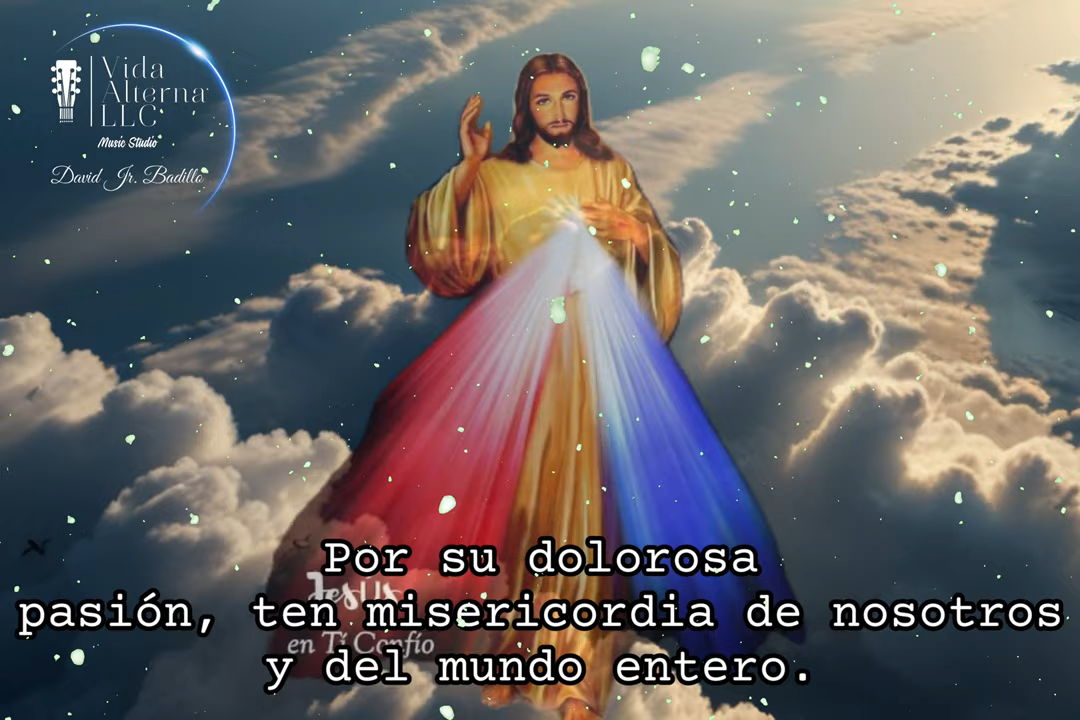 Vida
Alterna
LLC
Music Studio
David Jr. Badillo
Por su dolorosa
pasión, ten misericordia de nosotros
y del mundo entero.
Jesús
en Ti Confío